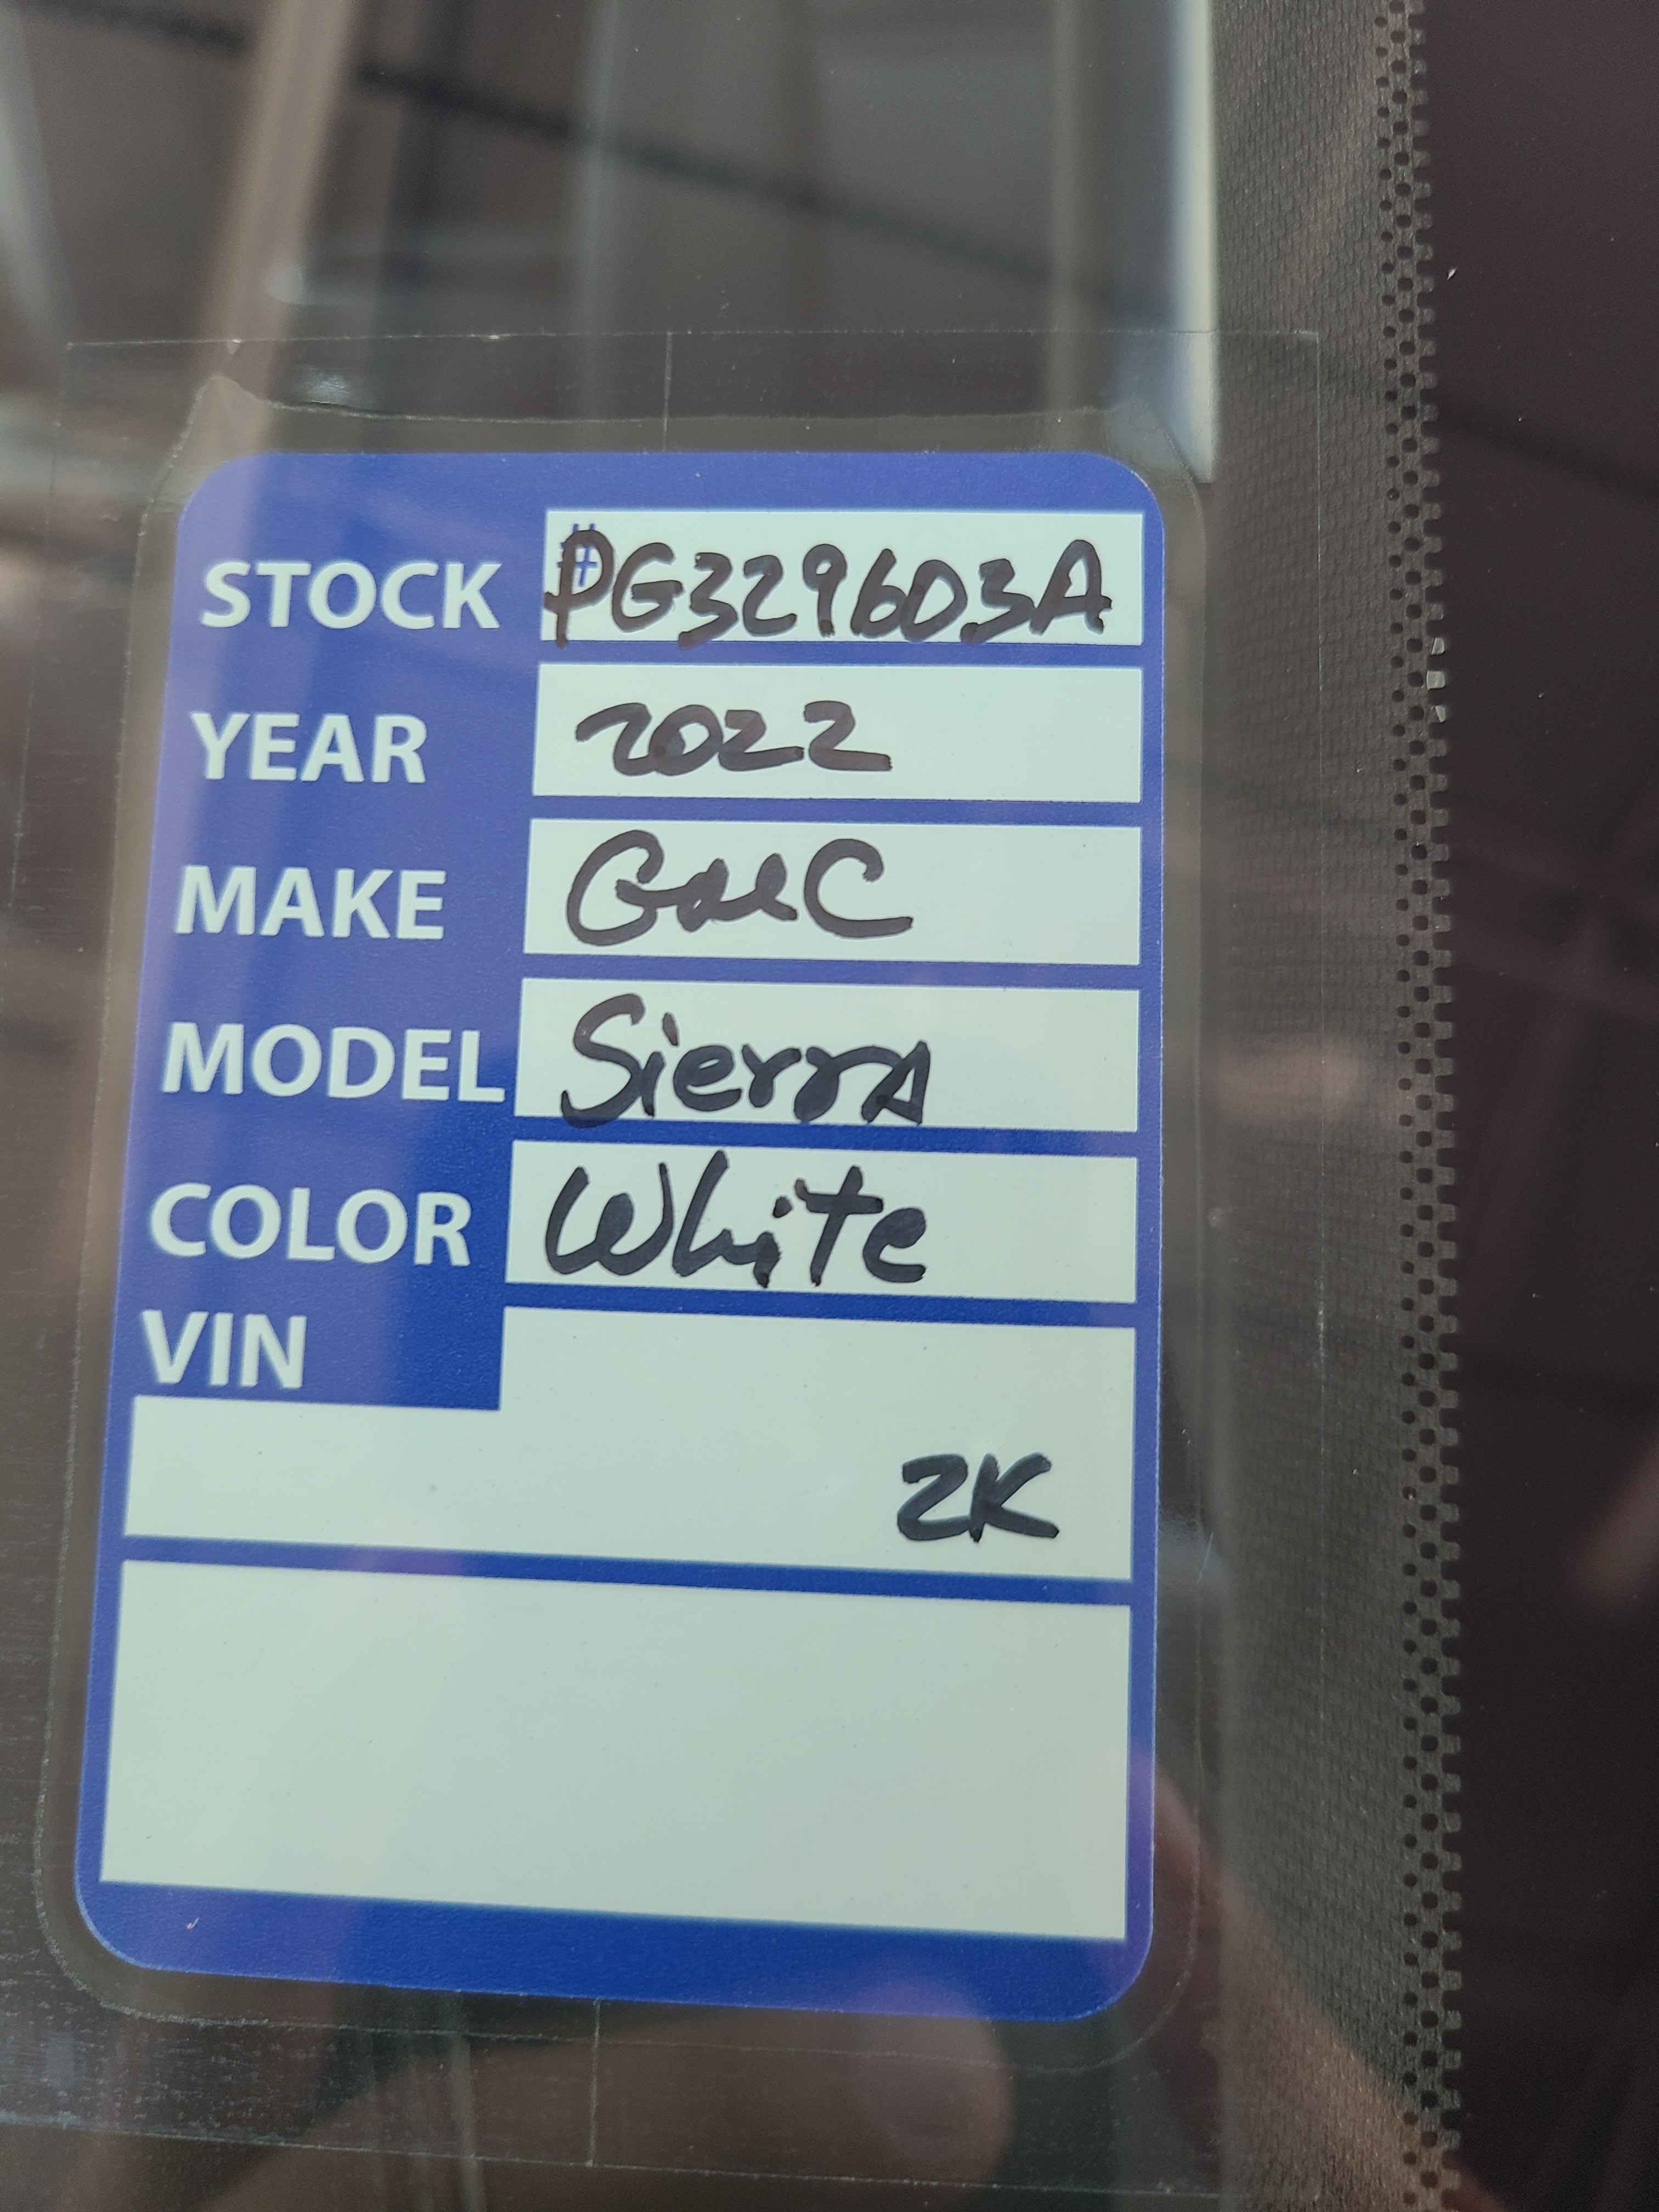 STOCK #PG329603A
YEAR 2022
MAKE GMC
MODEL Sierra
COLOR White
VIN
2K